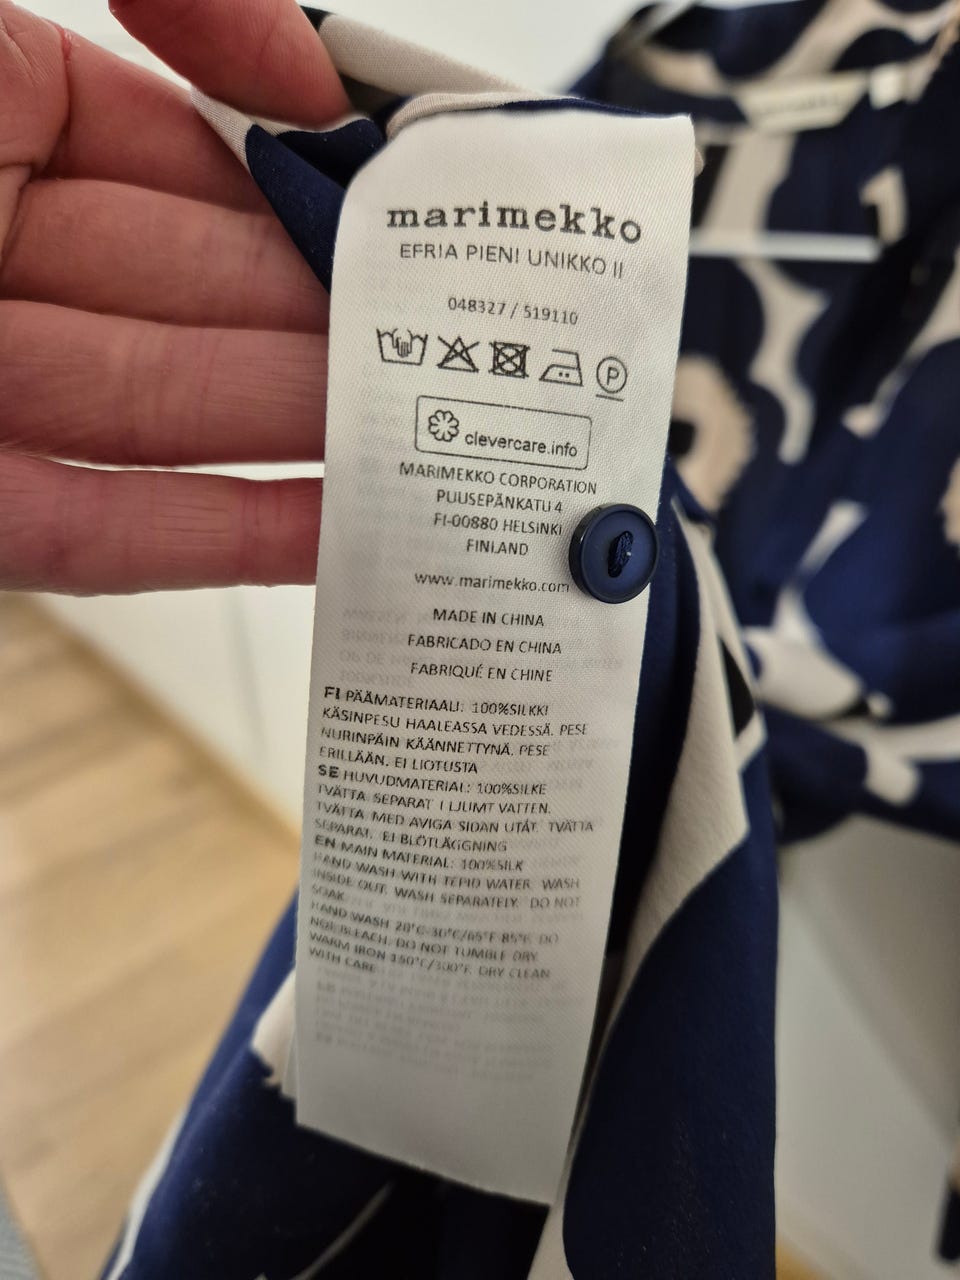 marimekko
EFRIA PIENI UNIKKO II
048327 / 519110
P
clevercare.info
MARIMEKKO CORPORATION
PUUSEPÄNKATU 4
FI-00880 HELSINKI
FINLAND
www.marimekko.com
MADE IN CHINA
FABRICADO EN CHINA
FABRIQUÉ EN CHINE
FI PÄÄMATERIAALI: 100%SILKKI
KÄSINPESU HAALEASSA VEDESSÄ. PESE
NURINPÄIN KÄÄNNETTYNÄ. PESE
ERILLÄÄN. EI LIOTUSTA
SE HUVUDMATERIAL: 100%SILKE
TVÄTTA SEPARAT I LJUMT VATTEN.
TVÄTTA MED AVIGA SIDAN UTÅT. TVÄTTA
SEPARAT. EI BLÖTLÄGGNING
EN MAIN MATERIAL: 100%SILK
HAND WASH WITH TEPID WATER. WASH
INSIDE OUT. WASH SEPARATELY. DO NOT
SOAK
HAND WASH 20°C-30°C/65°F-85°F. DO
NOT BLEACH. DO NOT TUMBLE DRY.
WARM IRON 150°C/300°F. DRY CLEAN
WITH CARE